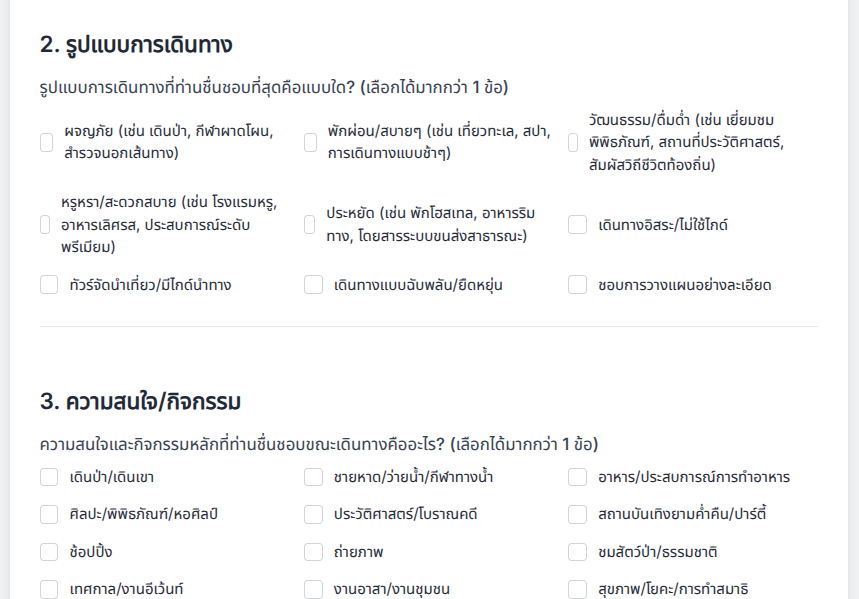 2. รูปแบบการเดินทาง
รูปแบบการเดินทางที่ท่านชื่นชอบที่สุดคือแบบใด? (เลือกได้มากกว่า 1 ข้อ)
ผจญภัย (เช่น เดินป่า, กีฬาผาดโผน,
สำรวจนอกเส้นทาง)
พักผ่อน/สบายๆ (เช่น เที่ยวทะเล, สปา,
การเดินทางแบบช้าๆ)
วัฒนธรรม/ดื่มด่ำ (เช่น เยี่ยมชม
พิพิธภัณฑ์, สถานที่ประวัติศาสตร์,
สัมผัสวิถีชีวิตท้องถิ่น)
หรูหรา/สะดวกสบาย (เช่น โรงแรมหรู,
อาหารเลิศรส, ประสบการณ์ระดับ
พรีเมียม)
ประหยัด (เช่น พักโฮสเทล, อาหารริม
ทาง, โดยสารระบบขนส่งสาธารณะ)
เดินทางอิสระ/ไม่ใช้ไกด์
ทัวร์จัดนำเที่ยว/มีไกด์นำทาง
เดินทางแบบฉับพลัน/ยืดหยุ่น
ชอบการวางแผนอย่างละเอียด
3. ความสนใจ/กิจกรรม
ความสนใจและกิจกรรมหลักที่ท่านชื่นชอบขณะเดินทางคืออะไร? (เลือกได้มากกว่า 1 ข้อ)
เดินป่า/เดินเขา
ชายหาด/ว่ายน้ำ/กีฬาทางน้ำ
อาหาร/ประสบการณ์การทำอาหาร
ศิลปะ/พิพิธภัณฑ์/หอศิลป์
ประวัติศาสตร์/โบราณคดี
สถานบันเทิงยามค่ำคืน/ปาร์ตี้
ช้อปปิ้ง
ถ่ายภาพ
ชมสัตว์ป่า/ธรรมชาติ
เทศกาล/งานอีเว้นท์
งานอาสา/งานชุมชน
สุขภาพ/โยคะ/การทำสมาธิ